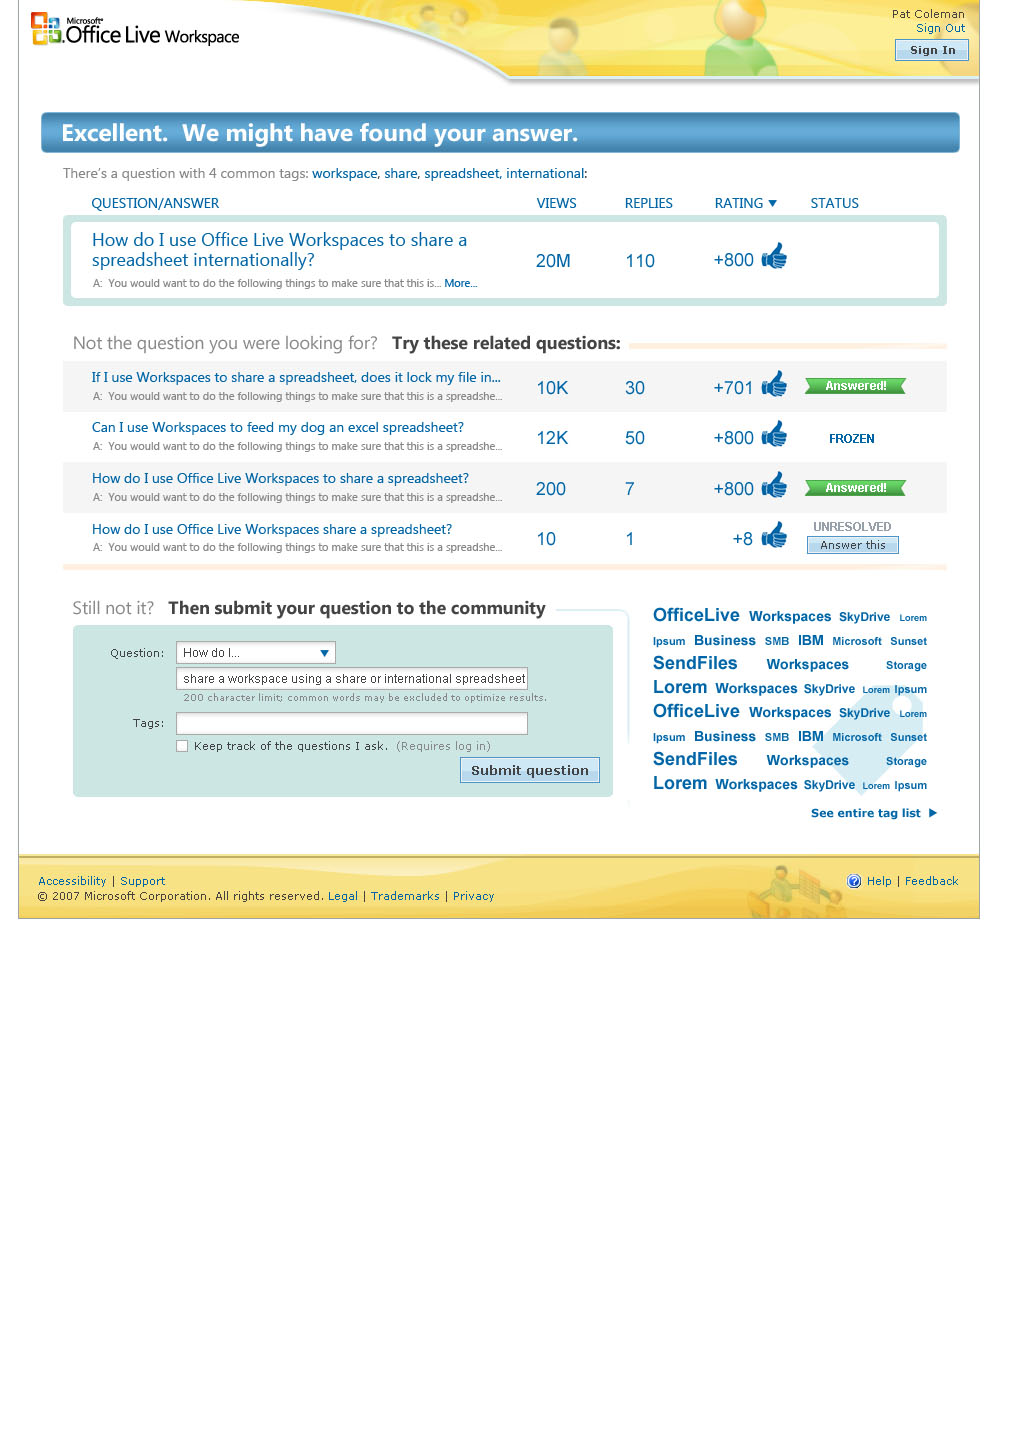 Pat Coleman
Sign Out
Sign In
Microsoft®
Office Live Workspace
Excellent. We might have found your answer.
There's a question with 4 common tags: workspace, share, spreadsheet, international:
QUESTION/ANSWER VIEWS REPLIES RATING STATUS
How do I use Office Live Workspaces to share a
spreadsheet internationally?
20M 110 +800
A: You would want to do the following things to make sure that this is... More...
Not the question you were looking for? Try these related questions:
If I use Workspaces to share a spreadsheet, does it lock my file in...
A: You would want to do the following things to make sure that this is a spreadshe...
10K 30 +701 Answered!
Can I use Workspaces to feed my dog an excel spreadsheet?
A: You would want to do the following things to make sure that this is a spreadshe...
12K 50 +800 FROZEN
How do I use Office Live Workspaces to share a spreadsheet?
A: You would want to do the following things to make sure that this is a spreadshe...
200 7 +800 Answered!
How do I use Office Live Workspaces share a spreadsheet?
A: You would want to do the following things to make sure that this is a spreadshe...
10 1 +8 UNRESOLVED
Answer this
Still not it? Then submit your question to the community
Question: How do I...
share a workspace using a share or international spreadsheet
200 character limit; common words may be excluded to optimize results.
Tags:
Keep track of the questions I ask. (Requires log in)
Submit question
OfficeLive Workspaces SkyDrive Lorem
Ipsum Business SMB IBM Microsoft Sunset
SendFiles Workspaces Storage
Lorem Workspaces SkyDrive Lorem Ipsum
OfficeLive Workspaces SkyDrive Lorem
Ipsum Business SMB IBM Microsoft Sunset
SendFiles Workspaces Storage
Lorem Workspaces SkyDrive Lorem Ipsum
See entire tag list
Accessibility | Support
© 2007 Microsoft Corporation. All rights reserved. Legal | Trademarks | Privacy
? Help | Feedback